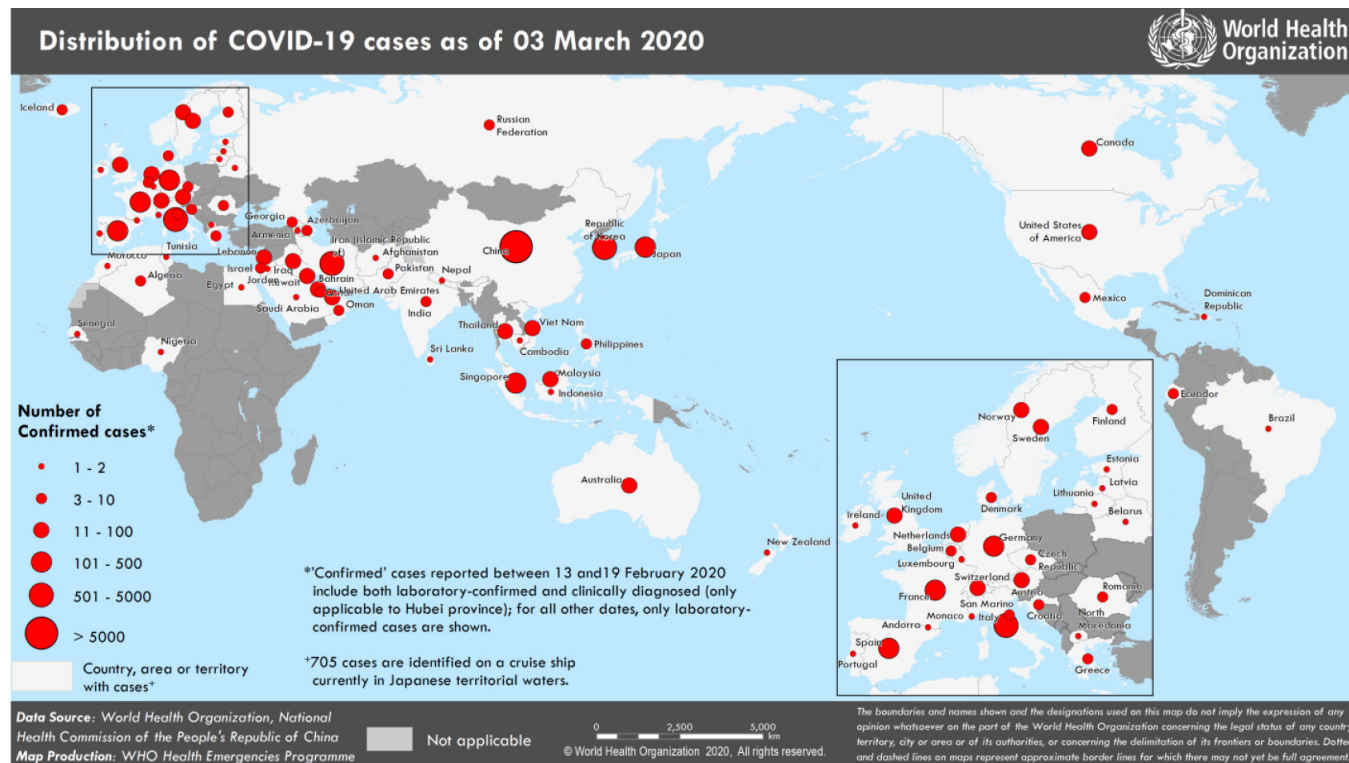 Distribution of COVID-19 cases as of 03 March 2020
World Health
Organization
Iceland
Russian
Federation
Canada
United States
of America
Mexico
Dominican
Republic
Ecuador
Brazil
Georgia
Azerbaijan
Armenia
Iran (Islamic Republic
of)
Afghanistan
Lebanon
Tunisia
Morocco
Algeria
Israel
Iraq
Jordan
Kuwait
Egypt
Bahrain
Pakistan
Nepal
United Arab Emirates
Saudi Arabia
Oman
India
China
Republic
of Korea
Japan
Senegal
Nigeria
Sri Lanka
Thailand
Viet Nam
Cambodia
Philippines
Singapore
Malaysia
Indonesia
Australia
New Zealand
Number of
Confirmed cases*
1 - 2
3 - 10
11 - 100
101 - 500
501 - 5000
> 5000
Country, area or territory
with cases⁺
*'Confirmed' cases reported between 13 and19 February 2020
include both laboratory-confirmed and clinically diagnosed (only
applicable to Hubei province); for all other dates, only laboratory-
confirmed cases are shown.
⁺705 cases are identified on a cruise ship
currently in Japanese territorial waters.
Norway
Sweden
Finland
Estonia
Latvia
Lithuania
Belarus
Denmark
United
Kingdom
Ireland
Netherlands
Belgium
Luxembourg
Germany
Czech
Republic
Switzerland
Austria
France
Romania
San Marino
Monaco
Italy
Croatia
North
Macedonia
Andorra
Spain
Portugal
Greece
Data Source: World Health Organization, National
Health Commission of the People's Republic of China
Map Production: WHO Health Emergencies Programme
Not applicable
0 2,500 5,000
km
© World Health Organization 2020, All rights reserved.
The boundaries and names shown and the designations used on this map do not imply the expression of any
opinion whatsoever on the part of the World Health Organization concerning the legal status of any country,
territory, city or area or of its authorities, or concerning the delimitation of its frontiers or boundaries. Dotted
and dashed lines on maps represent approximate border lines for which there may not yet be full agreement.